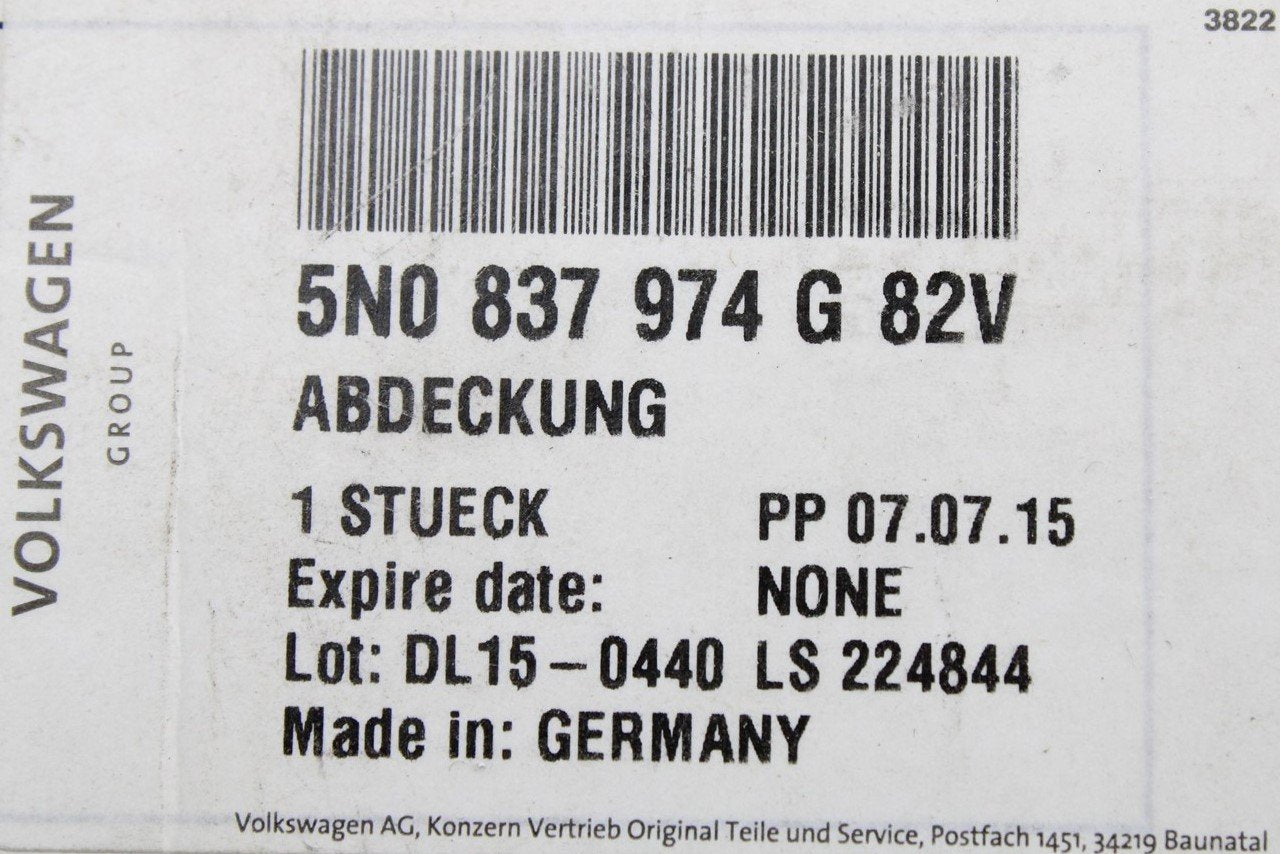 3822
VOLKSWAGEN
GROUP
5N0 837 974 G 82V
ABDECKUNG
1 STUECK PP 07.07.15
Expire date: NONE
Lot: DL15-0440 LS 224844
Made in: GERMANY
Volkswagen AG, Konzern Vertrieb Original Teile und Service, Postfach 1451, 34219 Baunatal